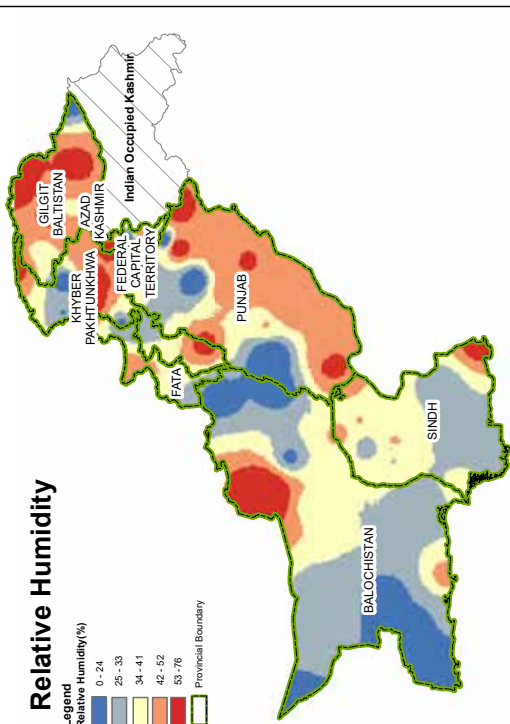 Relative Humidity
Legend
Relative Humidity(%)
0 - 24
25 - 33
34 - 41
42 - 52
53 -76
Provincial Boundary
GILGIT
BALTISTAN
AZAD
KASHMIR
Indian Occupied Kashmir
KHYBER
PAKHTUNKHWA
FEDERAL
CAPITAL
TERRITORY
FATA
PUNJAB
BALOCHISTAN
SINDH